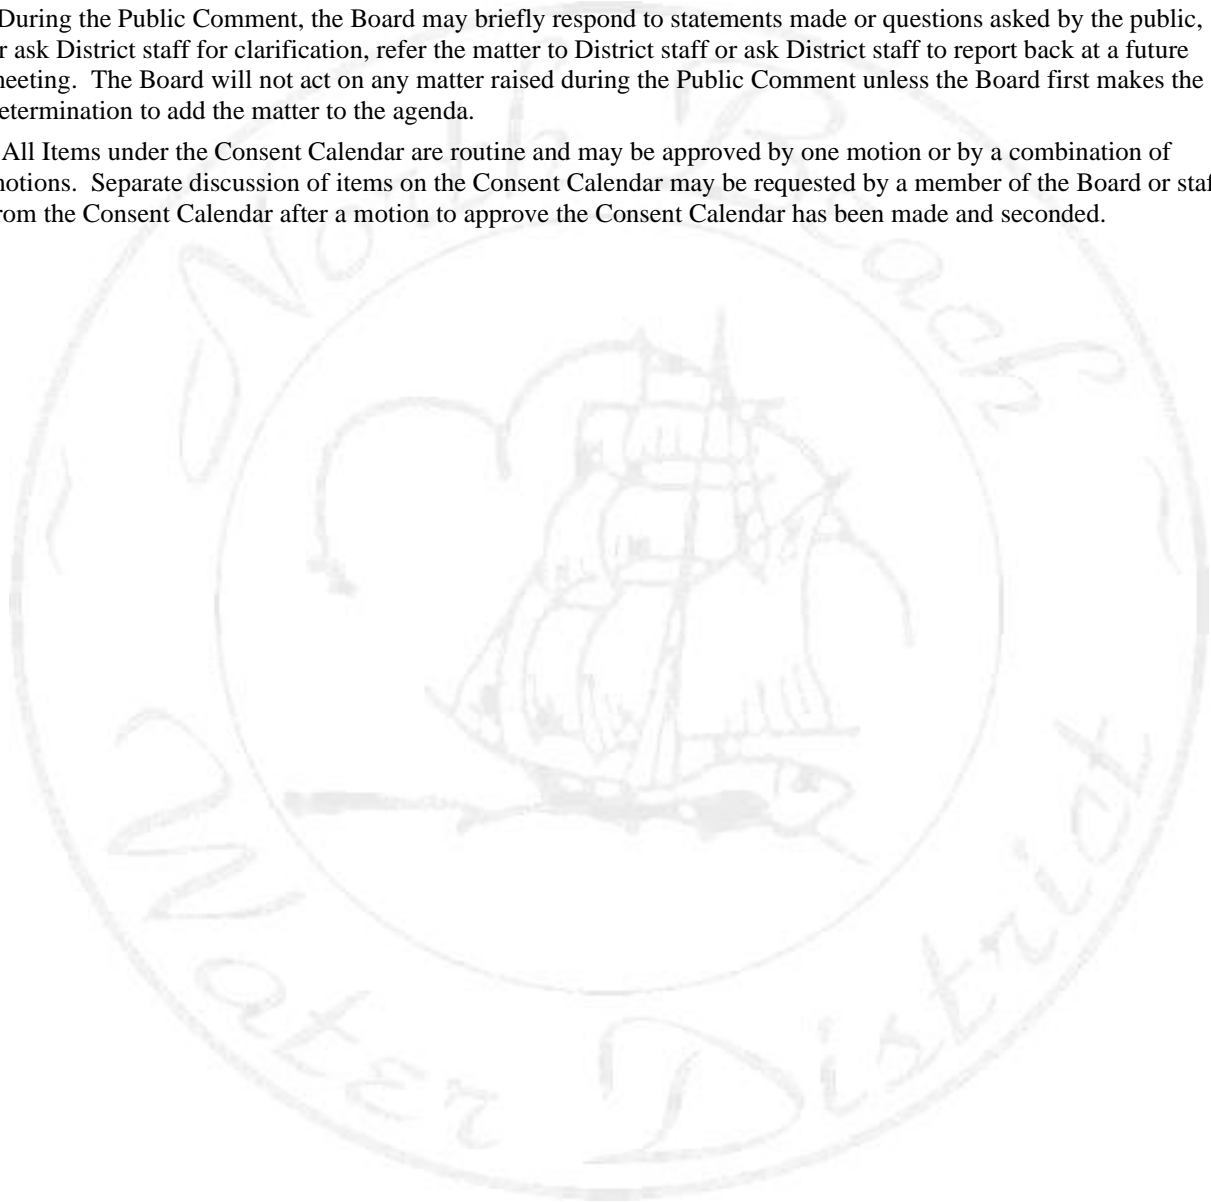 During the Public Comment, the Board may briefly respond to statements made or questions asked by the public,
r ask District staff for clarification, refer the matter to District staff or ask District staff to report back at a future
meeting. The Board will not act on any matter raised during the Public Comment unless the Board first makes the
etermination to add the matter to the agenda.
All Items under the Consent Calendar are routine and may be approved by one motion or by a combination of
motions. Separate discussion of items on the Consent Calendar may be requested by a member of the Board or staf
rom the Consent Calendar after a motion to approve the Consent Calendar has been made and seconded.
North Beach
Water District